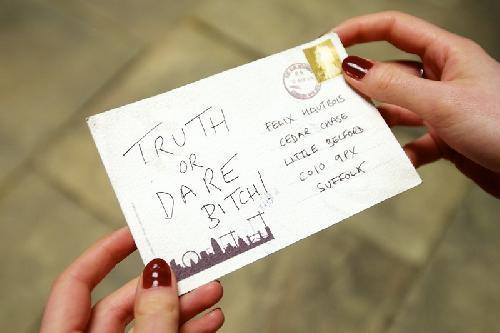 TRUTH
OR
DARE
BITCH!
FELIX HAUTBOIS
CEDAR CHASE
LITTLE BELFORD
CO10 9PX
SUFFOLK